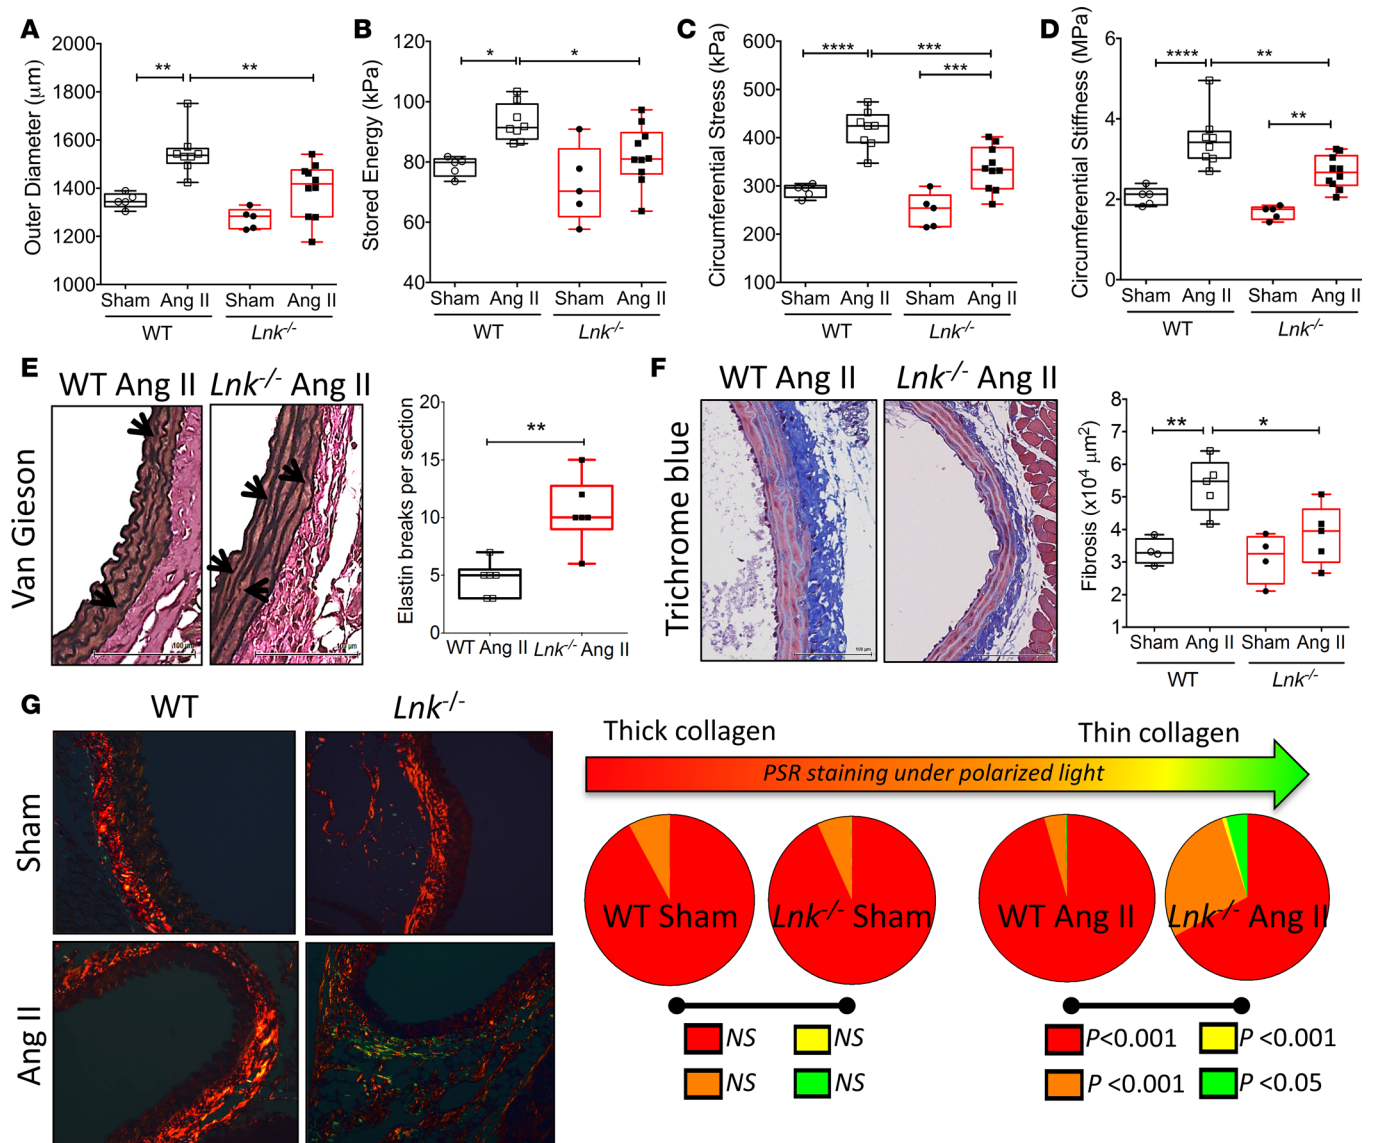 A
Outer Diameter (μm)
2000
1800
1600
1400
1200
1000
**
**
Sham
Ang II
Sham
Ang II
WT
Lnk-/-
B
Stored Energy (kPa)
120
100
80
60
40
*
*
Sham
Ang II
Sham
Ang II
WT
Lnk-/-
C
Circumferential Stress (kPa)
600
500
400
300
200
100
****
***
***
Sham
Ang II
Sham
Ang II
WT
Lnk-/-
D
Circumferential Stiffness (MPa)
6
4
2
0
****
**
**
Sham
Ang II
Sham
Ang II
WT
Lnk-/-
E
WT Ang II
Lnk-/- Ang II
Van Gieson
100 μm
100 μm
Elastin breaks per section
20
15
10
5
0
**
WT Ang II
Lnk-/- Ang II
F
WT Ang II
Lnk-/- Ang II
Trichrome blue
100 μm
Fibrosis (x10⁴ μm²)
8
7
6
5
4
3
2
1
**
*
Sham
Ang II
Sham
Ang II
WT
Lnk-/-
G
WT
Lnk-/-
Sham
Ang II
Thick collagen
Thin collagen
PSR staining under polarized light
WT Sham
Lnk-/- Sham
WT Ang II
Lnk-/- Ang II
NS
NS
NS
NS
P<0.001
P <0.001
P <0.001
P <0.05